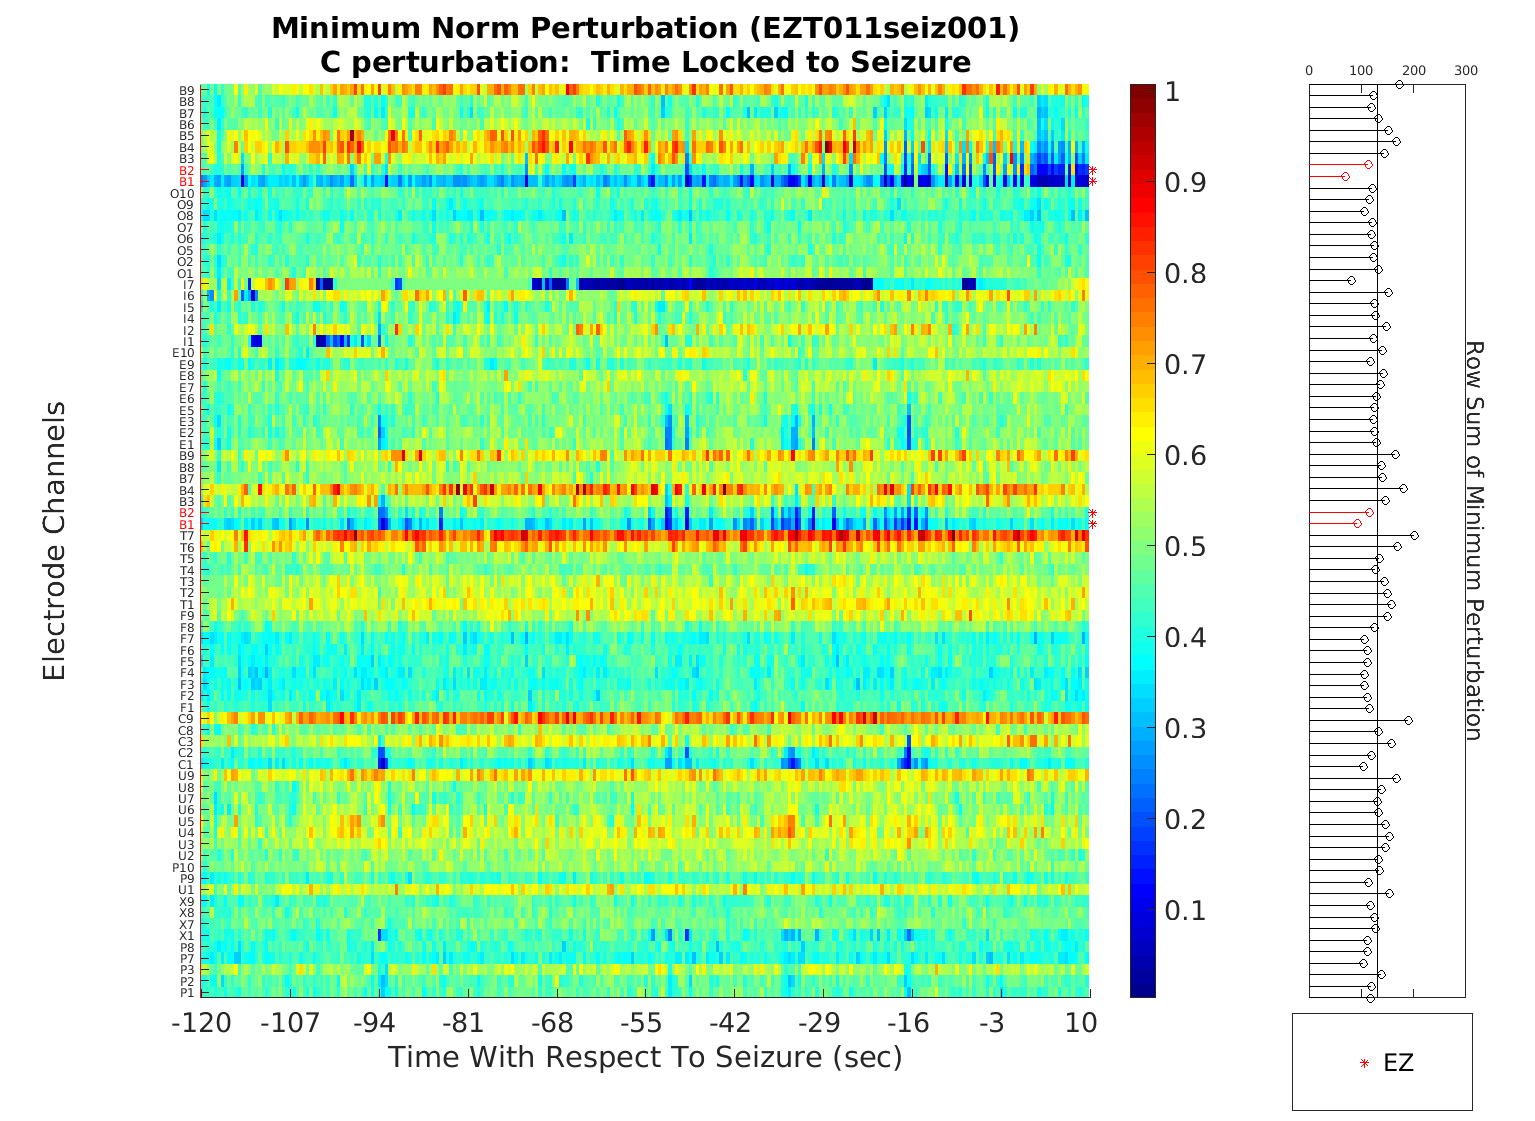 Minimum Norm Perturbation (EZT011seiz001)
C perturbation:  Time Locked to Seizure
Electrode Channels
B9
B8
B7
B6
B5
B4
B3
B2
B1
O10
O9
O8
O7
O6
O5
O2
O1
I7
I6
I5
I4
I2
I1
E10
E9
E8
E7
E6
E5
E3
E2
E1
B9
B8
B7
B4
B3
B2
B1
T7
T6
T5
T4
T3
T2
T1
F9
F8
F7
F6
F5
F4
F3
F2
F1
C9
C8
C3
C2
C1
U9
U8
U7
U6
U5
U4
U3
U2
P10
P9
U1
X9
X8
X7
X1
P8
P7
P3
P2
P1
-120 -107 -94 -81 -68 -55 -42 -29 -16 -3 10
Time With Respect To Seizure (sec)
1
0.9
0.8
0.7
0.6
0.5
0.4
0.3
0.2
0.1
0 100 200 300
Row Sum of Minimum Perturbation
EZ